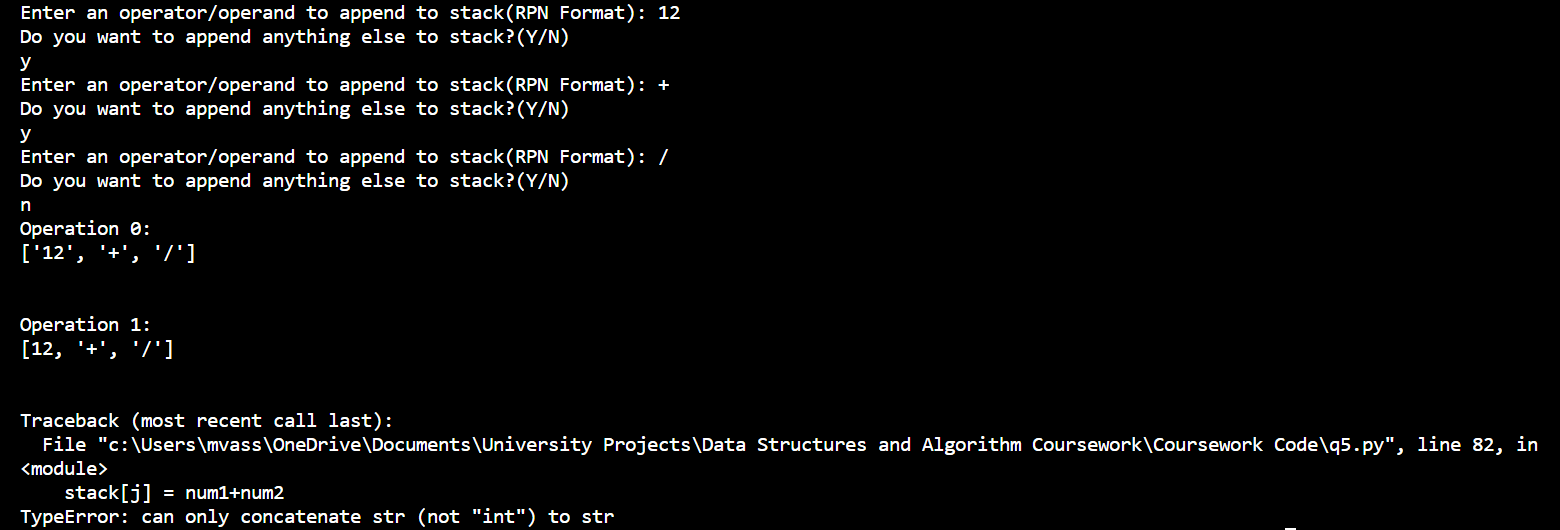 Enter an operator/operand to append to stack(RPN Format): 12
Do you want to append anything else to stack?(Y/N)
y
Enter an operator/operand to append to stack(RPN Format): +
Do you want to append anything else to stack?(Y/N)
y
Enter an operator/operand to append to stack(RPN Format): /
Do you want to append anything else to stack?(Y/N)
n
Operation 0:
['12', '+', '/']
Operation 1:
[12, '+', '/']
Traceback (most recent call last):
  File "c:\Users\mvass\OneDrive\Documents\University Projects\Data Structures and Algorithm Coursework\Coursework Code\q5.py", line 82, in
<module>
    stack[j] = num1+num2
TypeError: can only concatenate str (not "int") to str